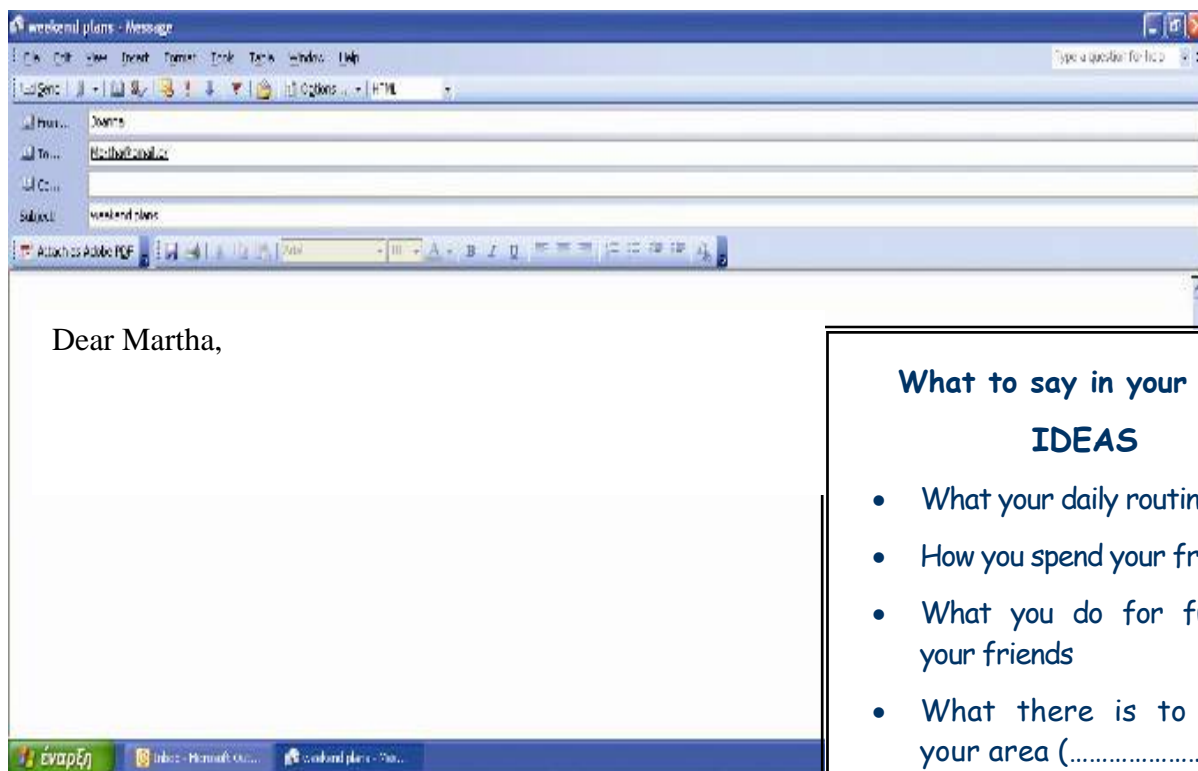 weekend plans - Message
File Edit View Insert Format Tools Table Window Help
Type a question for help
Send Options... HTML
From... Joanna
To...
Cc...
Subject: weekend plans
Attach as Adobe PDF Arial 10 A B I U
Dear Martha,
What to say in your
IDEAS
• What your daily routin
• How you spend your fr
• What you do for fu
your friends
• What there is to
your area (………………
έναρξη Inbox - Microsoft Out... weekend plans - Mes...